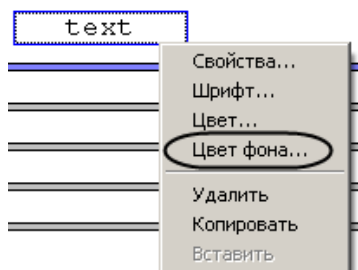 text
Свойства...
Шрифт...
Цвет...
Цвет фона...
Удалить
Копировать
Вставить